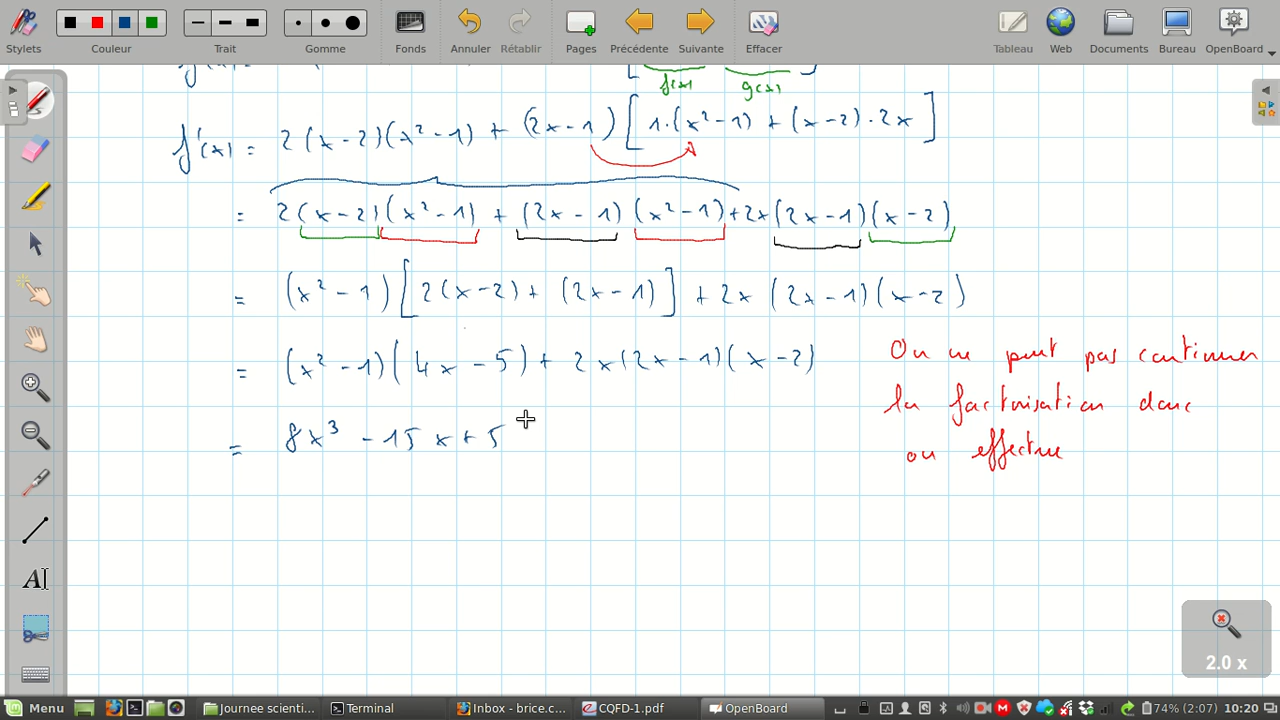 Stylets Couleur Trait Gomme Fonds Annuler Rétablir Pages Précédente Suivante Effacer Tableau Web Documents Bureau OpenBoard
f(x) g(x)
f'(x) = 2(x-2)(x²-1) + (2x-1)[1·(x²-1) + (x-2)·2x]
= 2(x-2)(x²-1) + (2x-1)(x²-1)+2x(2x-1)(x-2)
= (x²-1)[2(x-2)+(2x-1)] + 2x(2x-1)(x-2)
= (x²-1)(4x-5)+ 2x(2x-1)(x-2)
= 8x³ -15x+5
On ne peut pas continuer
la factorisation donc
on effectue
2.0 x
Menu Journee scienti... Terminal Inbox - brice.c... CQFD-1.pdf OpenBoard 74% (2:07) 10:20